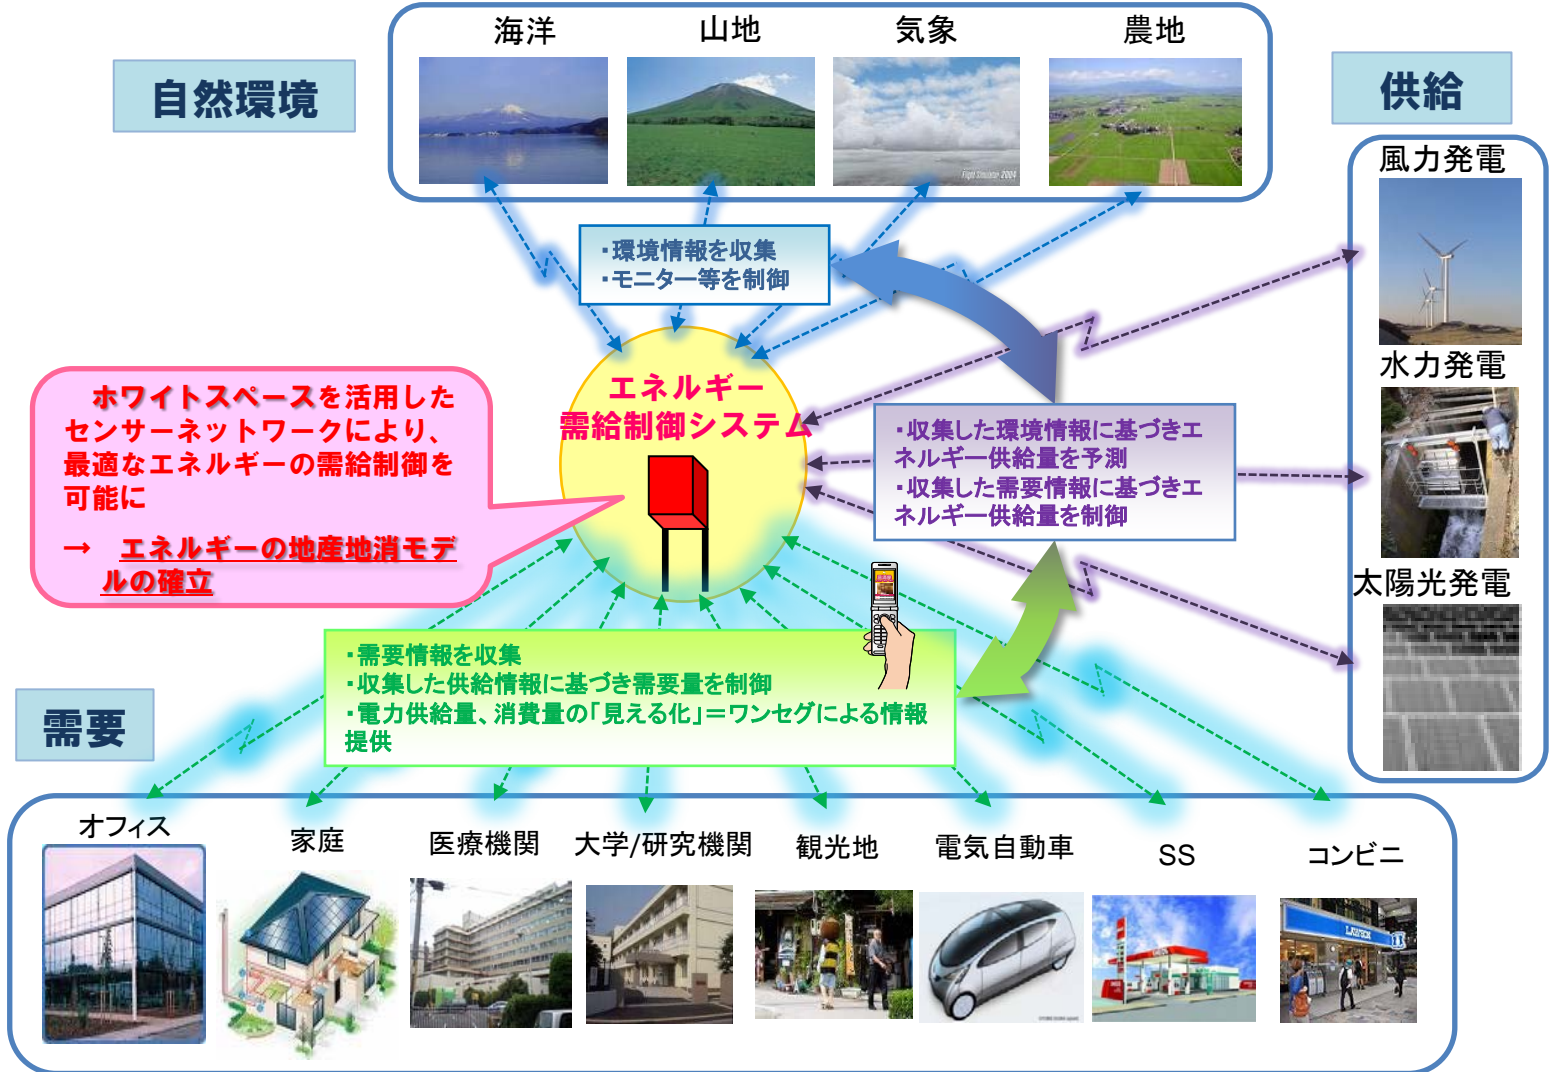 海洋
山地
気象
農地
自然環境
供給
Flight Simulator 2004
風力発電
・環境情報を収集
・モニター等を制御
水力発電
エネルギー
需給制御システム
ホワイトスペースを活用した
センサーネットワークにより、
最適なエネルギーの需給制御を
可能に
→ エネルギーの地産地消モデ
ルの確立
・収集した環境情報に基づきエ
ネルギー供給量を予測
・収集した需要情報に基づきエ
ネルギー供給量を制御
太陽光発電
・需要情報を収集
・収集した供給情報に基づき需要量を制御
・電力供給量、消費量の「見える化」＝ワンセグによる情報
提供
需要
オフィス
家庭
医療機関
大学/研究機関
観光地
電気自動車
SS
コンビニ
LAWSON